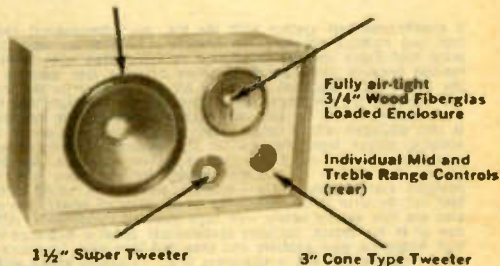 Fully air-tight
3/4" Wood Fiberglas
Loaded Enclosure
Individual Mid and
Treble Range Controls
(rear)
1½" Super Tweeter
3" Cone Type Tweeter